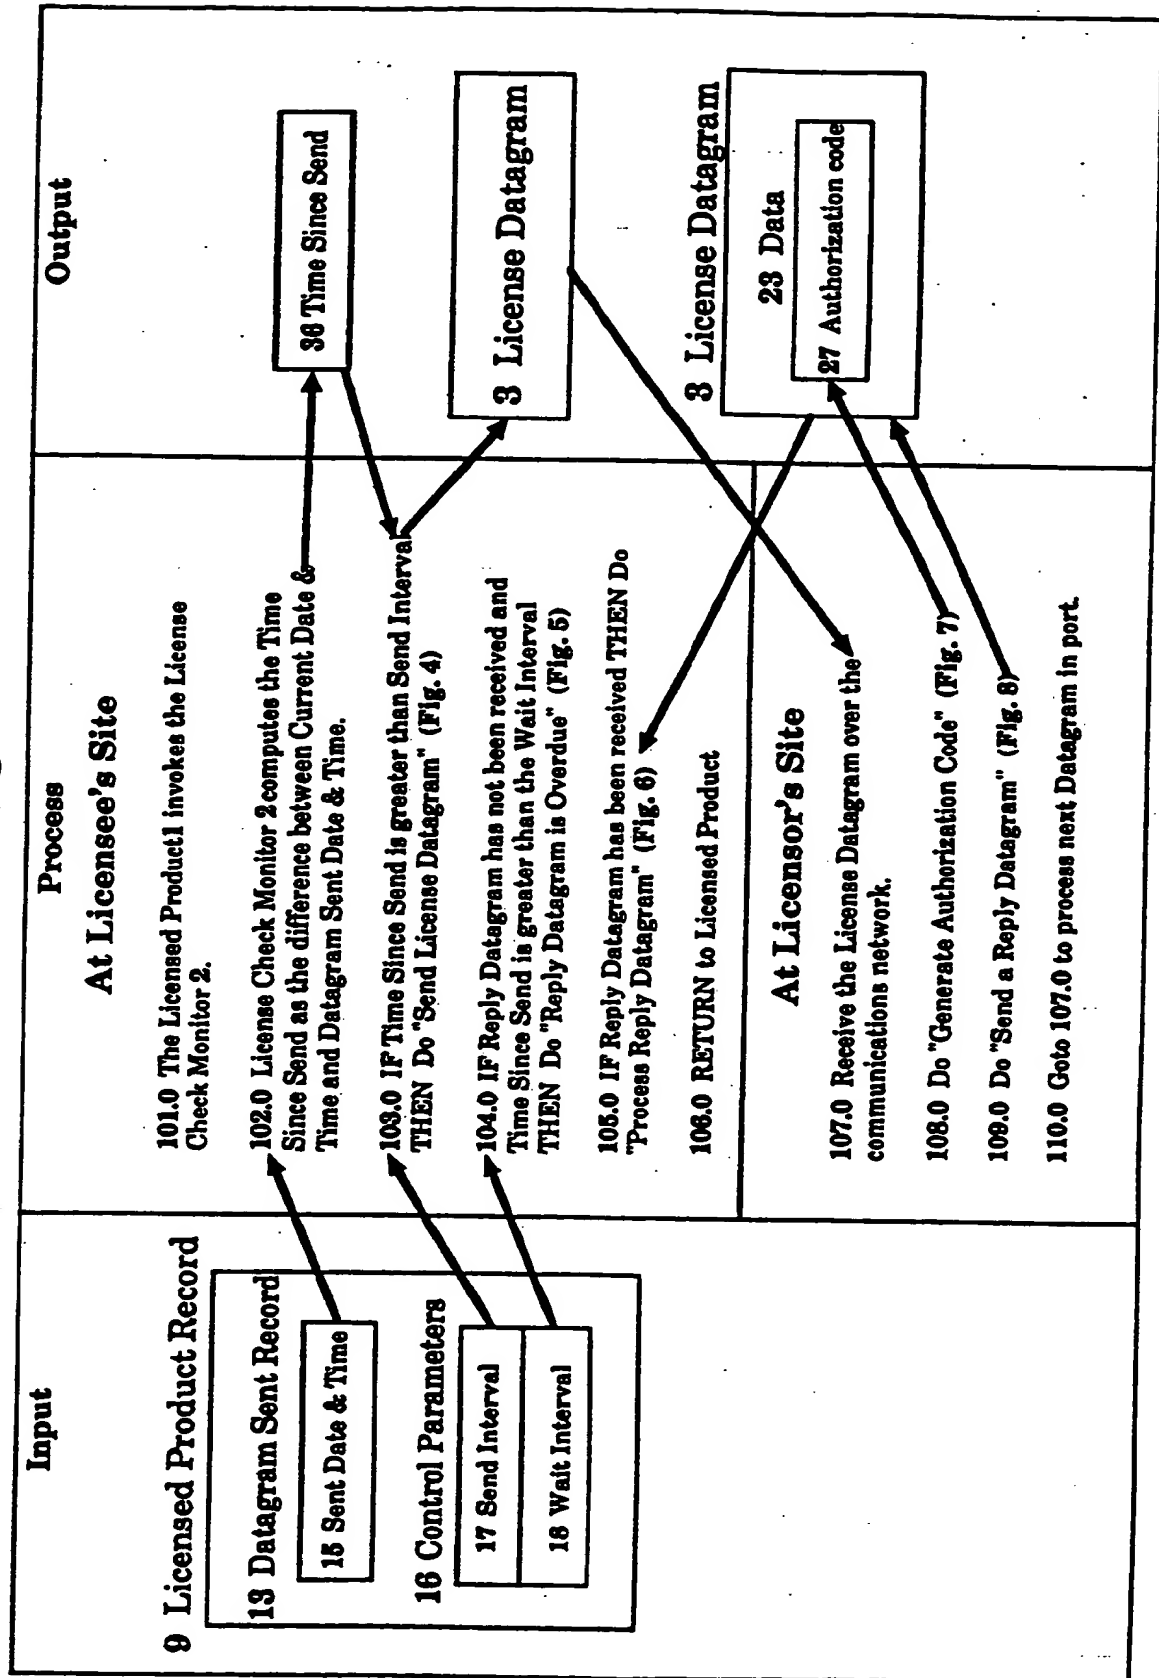 Input
9 Licensed Product Record
13 Datagram Sent Record
15 Sent Date & Time
16 Control Parameters
17 Send Interval
18 Wait Interval
Process
At Licensee's Site
101.0 The Licensed Product1 invokes the License
Check Monitor 2.
102.0 License Check Monitor 2 computes the Time
Since Send as the difference between Current Date &
Time and Datagram Sent Date & Time.
103.0 IF Time Since Send is greater than Send Interval
THEN Do "Send License Datagram" (Fig. 4)
104.0 IF Reply Datagram has not been received and
Time Since Send is greater than the Wait Interval
THEN Do "Reply Datagram is Overdue" (Fig. 5)
105.0 IF Reply Datagram has been received THEN Do
"Process Reply Datagram" (Fig. 6)
106.0 RETURN to Licensed Product
At Licensor's Site
107.0 Receive the License Datagram over the
communications network.
108.0 Do "Generate Authorization Code" (Fig. 7)
109.0 Do "Send a Reply Datagram" (Fig. 8)
110.0 Goto 107.0 to process next Datagram in port.
Output
36 Time Since Send
3 License Datagram
3 License Datagram
23 Data
27 Authorization code